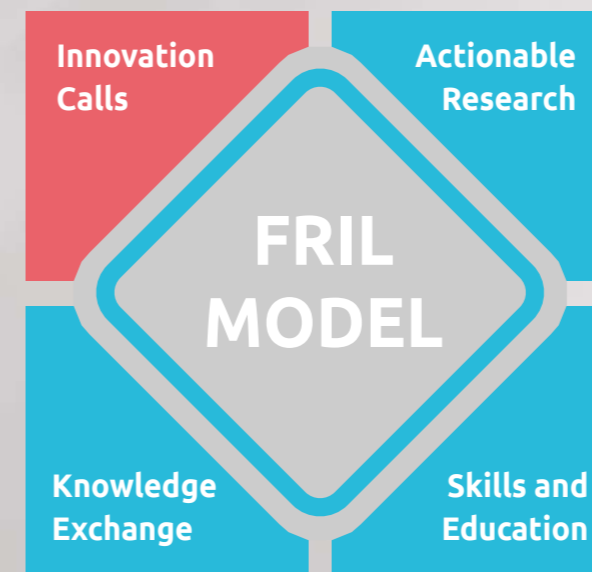 Innovation
Calls
Actionable
Research
FRIL
MODEL
Knowledge
Exchange
Skills and
Education